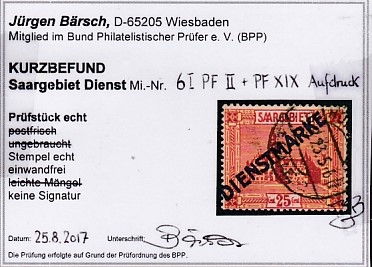 Jürgen Bärsch, D-65205 Wiesbaden
Mitglied im Bund Philatelistischer Prüfer e. V. (BPP)
KURZBEFUND
Saargebiet Dienst Mi.-Nr. 6 I PF II + PF XIX Aufdruck
Prüfstück echt
postfrisch
ungebraucht
Stempel echt
einwandfrei
leichte Mängel
keine Signatur
SAARGEBIET
DIENSTMARKE
25
Datum: 25.8.2017 Unterschrift:
Die Prüfung erfolgte auf Grund der Prüfordnung des BPP.